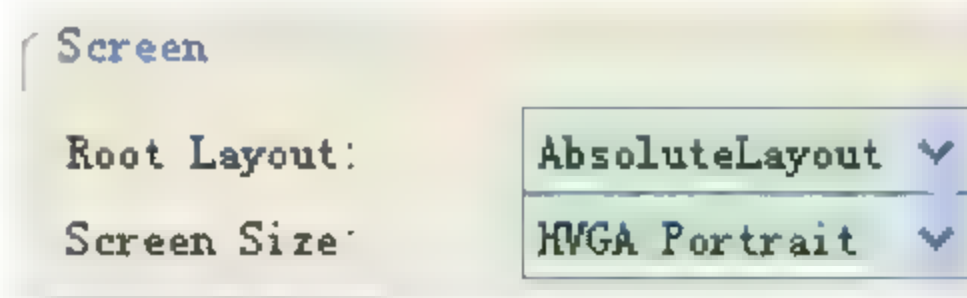 Screen
Root Layout: AbsoluteLayout
Screen Size: HVGA Portrait